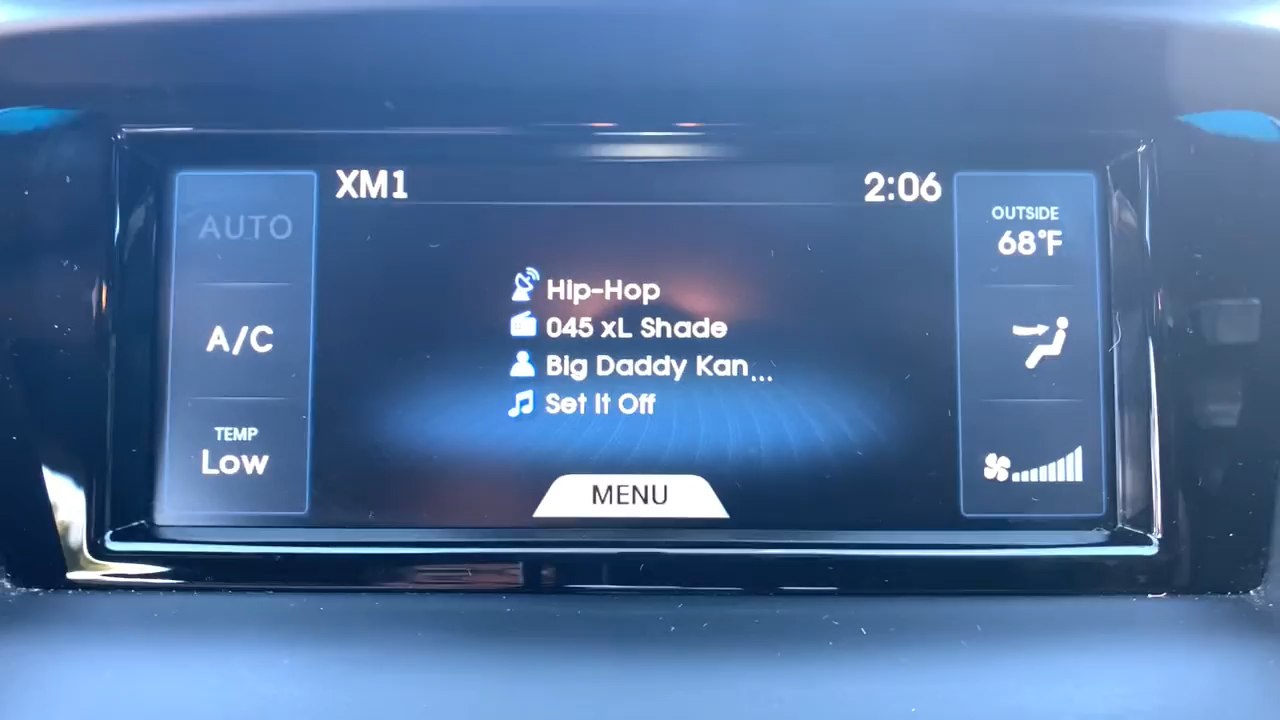 XM1
2:06
AUTO
A/C
TEMP
Low
Hip-Hop
045 xL Shade
Big Daddy Kan...
Set It Off
MENU
OUTSIDE
68°F